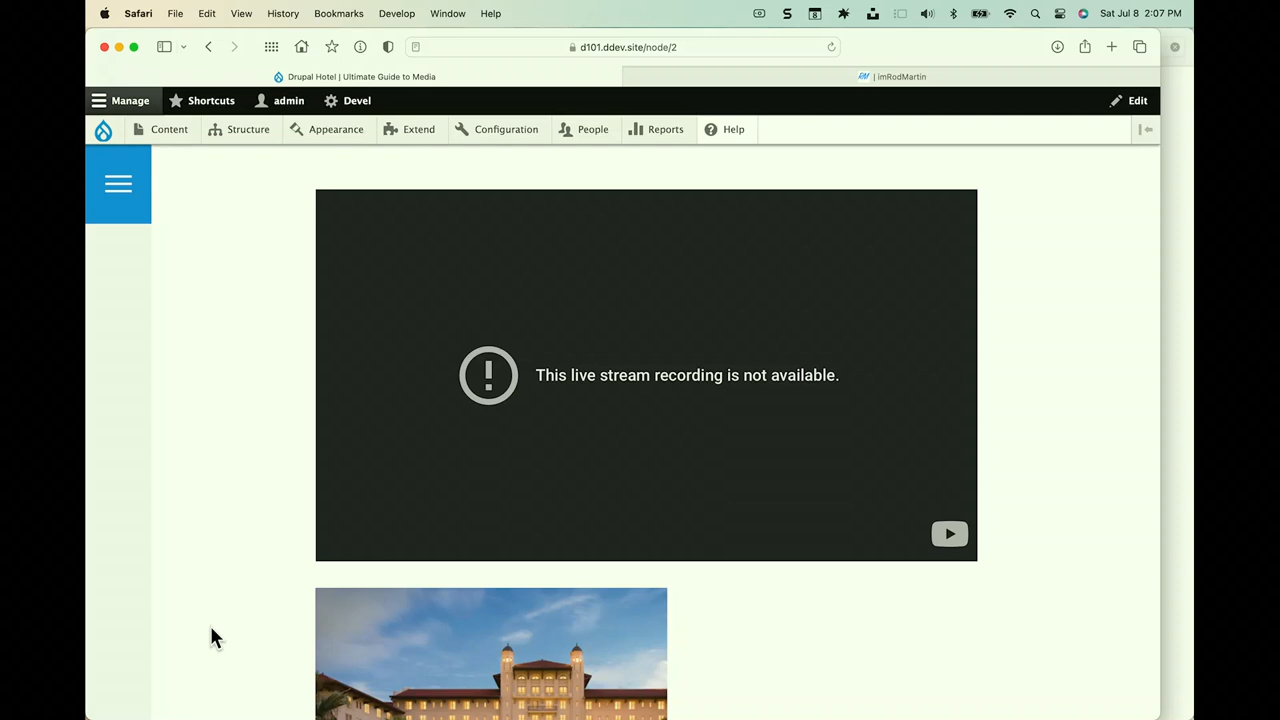 Safari File Edit View History Bookmarks Develop Window Help 8 Sat Jul 8 2:07 PM
d101.ddev.site/node/2
Drupal Hotel | Ultimate Guide to Media RM | imRodMartin
Manage Shortcuts admin Devel Edit
Content Structure Appearance Extend Configuration People Reports Help
This live stream recording is not available.